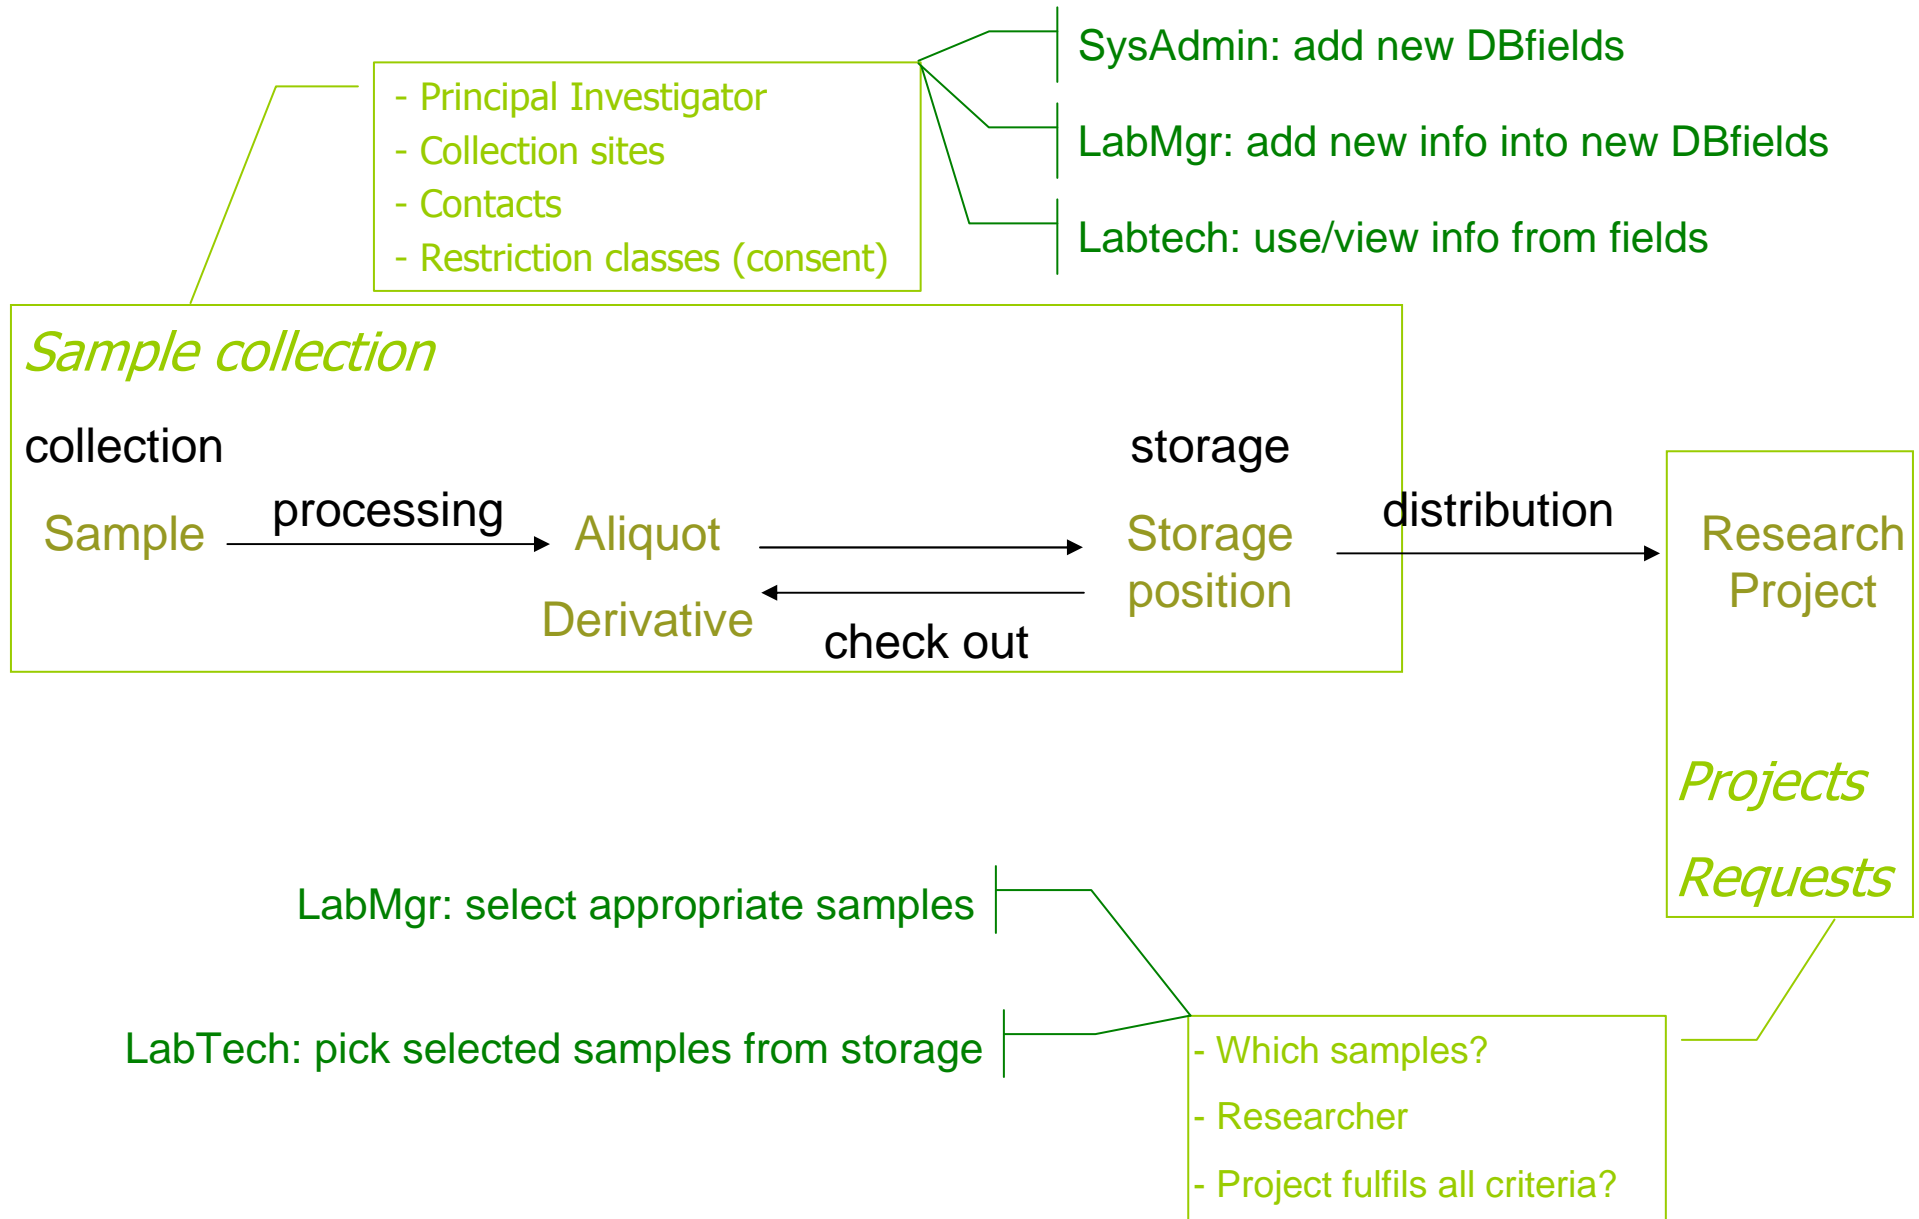 SysAdmin: add new DBfields
- Principal Investigator
- Collection sites
- Contacts
- Restriction classes (consent)
LabMgr: add new info into new DBfields
Labtech: use/view info from fields
Sample collection
collection
storage
processing
distribution
Sample
Aliquot
Derivative
Storage
position
check out
Research
Project
Projects
Requests
LabMgr: select appropriate samples
LabTech: pick selected samples from storage
- Which samples?
- Researcher
- Project fulfils all criteria?